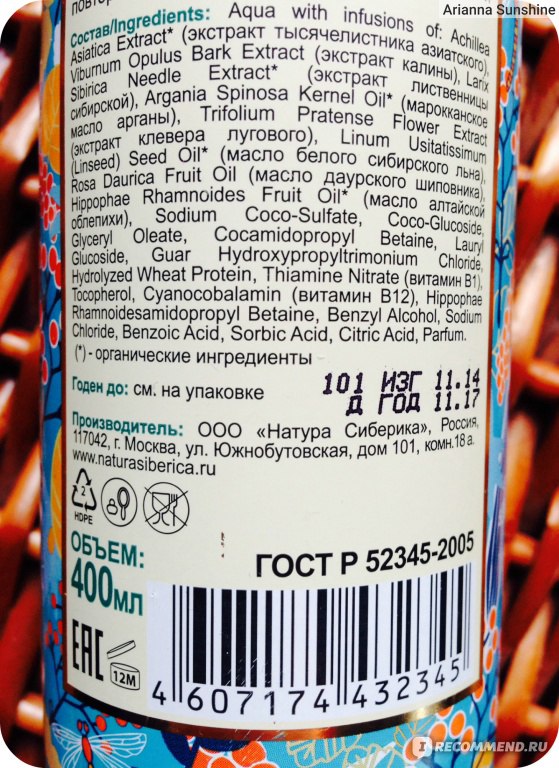 Arianna Sunshine
Состав/Ingredients: Aqua with infusions of: Achillea
Asiatica Extract* (экстракт тысячелистника азиатского),
Viburnum Opulus Bark Extract (экстракт калины), Larix
Sibirica Needle Extract* (экстракт лиственницы
сибирской), Argania Spinosa Kernel Oil* (марокканское
масло арганы), Trifolium Pratense Flower Extract
(экстракт клевера лугового), Linum Usitatissimum
(Linseed) Seed Oil* (масло белого сибирского льна),
Rosa Daurica Fruit Oil (масло даурского шиповника),
Hippophae Rhamnoides Fruit Oil* (масло алтайской
облепихи), Sodium Coco-Sulfate, Coco-Glucoside,
Glyceryl Oleate, Cocamidopropyl Betaine, Lauryl
Glucoside, Guar Hydroxypropyltrimonium Chloride,
Hydrolyzed Wheat Protein, Thiamine Nitrate (витамин B1),
Tocopherol, Cyanocobalamin (витамин B12), Hippophae
Rhamnoidesamidopropyl Betaine, Benzyl Alcohol, Sodium
Chloride, Benzoic Acid, Sorbic Acid, Citric Acid, Parfum.
(*) - органические ингредиенты
Годен до: см. на упаковке
101 ИЗГ 11.14
Д ГОД 11.17
Производитель: ООО «Натура Сиберика», Россия,
117042, г. Москва, ул. Южнобутовская, дом 101, комн.18 а.
www.naturasiberica.ru
2
HDPE
ОБЪЕМ:
400мл
ГОСТ Р 52345-2005
EAC
12M
4 607174 432345
IRECOMMEND.RU